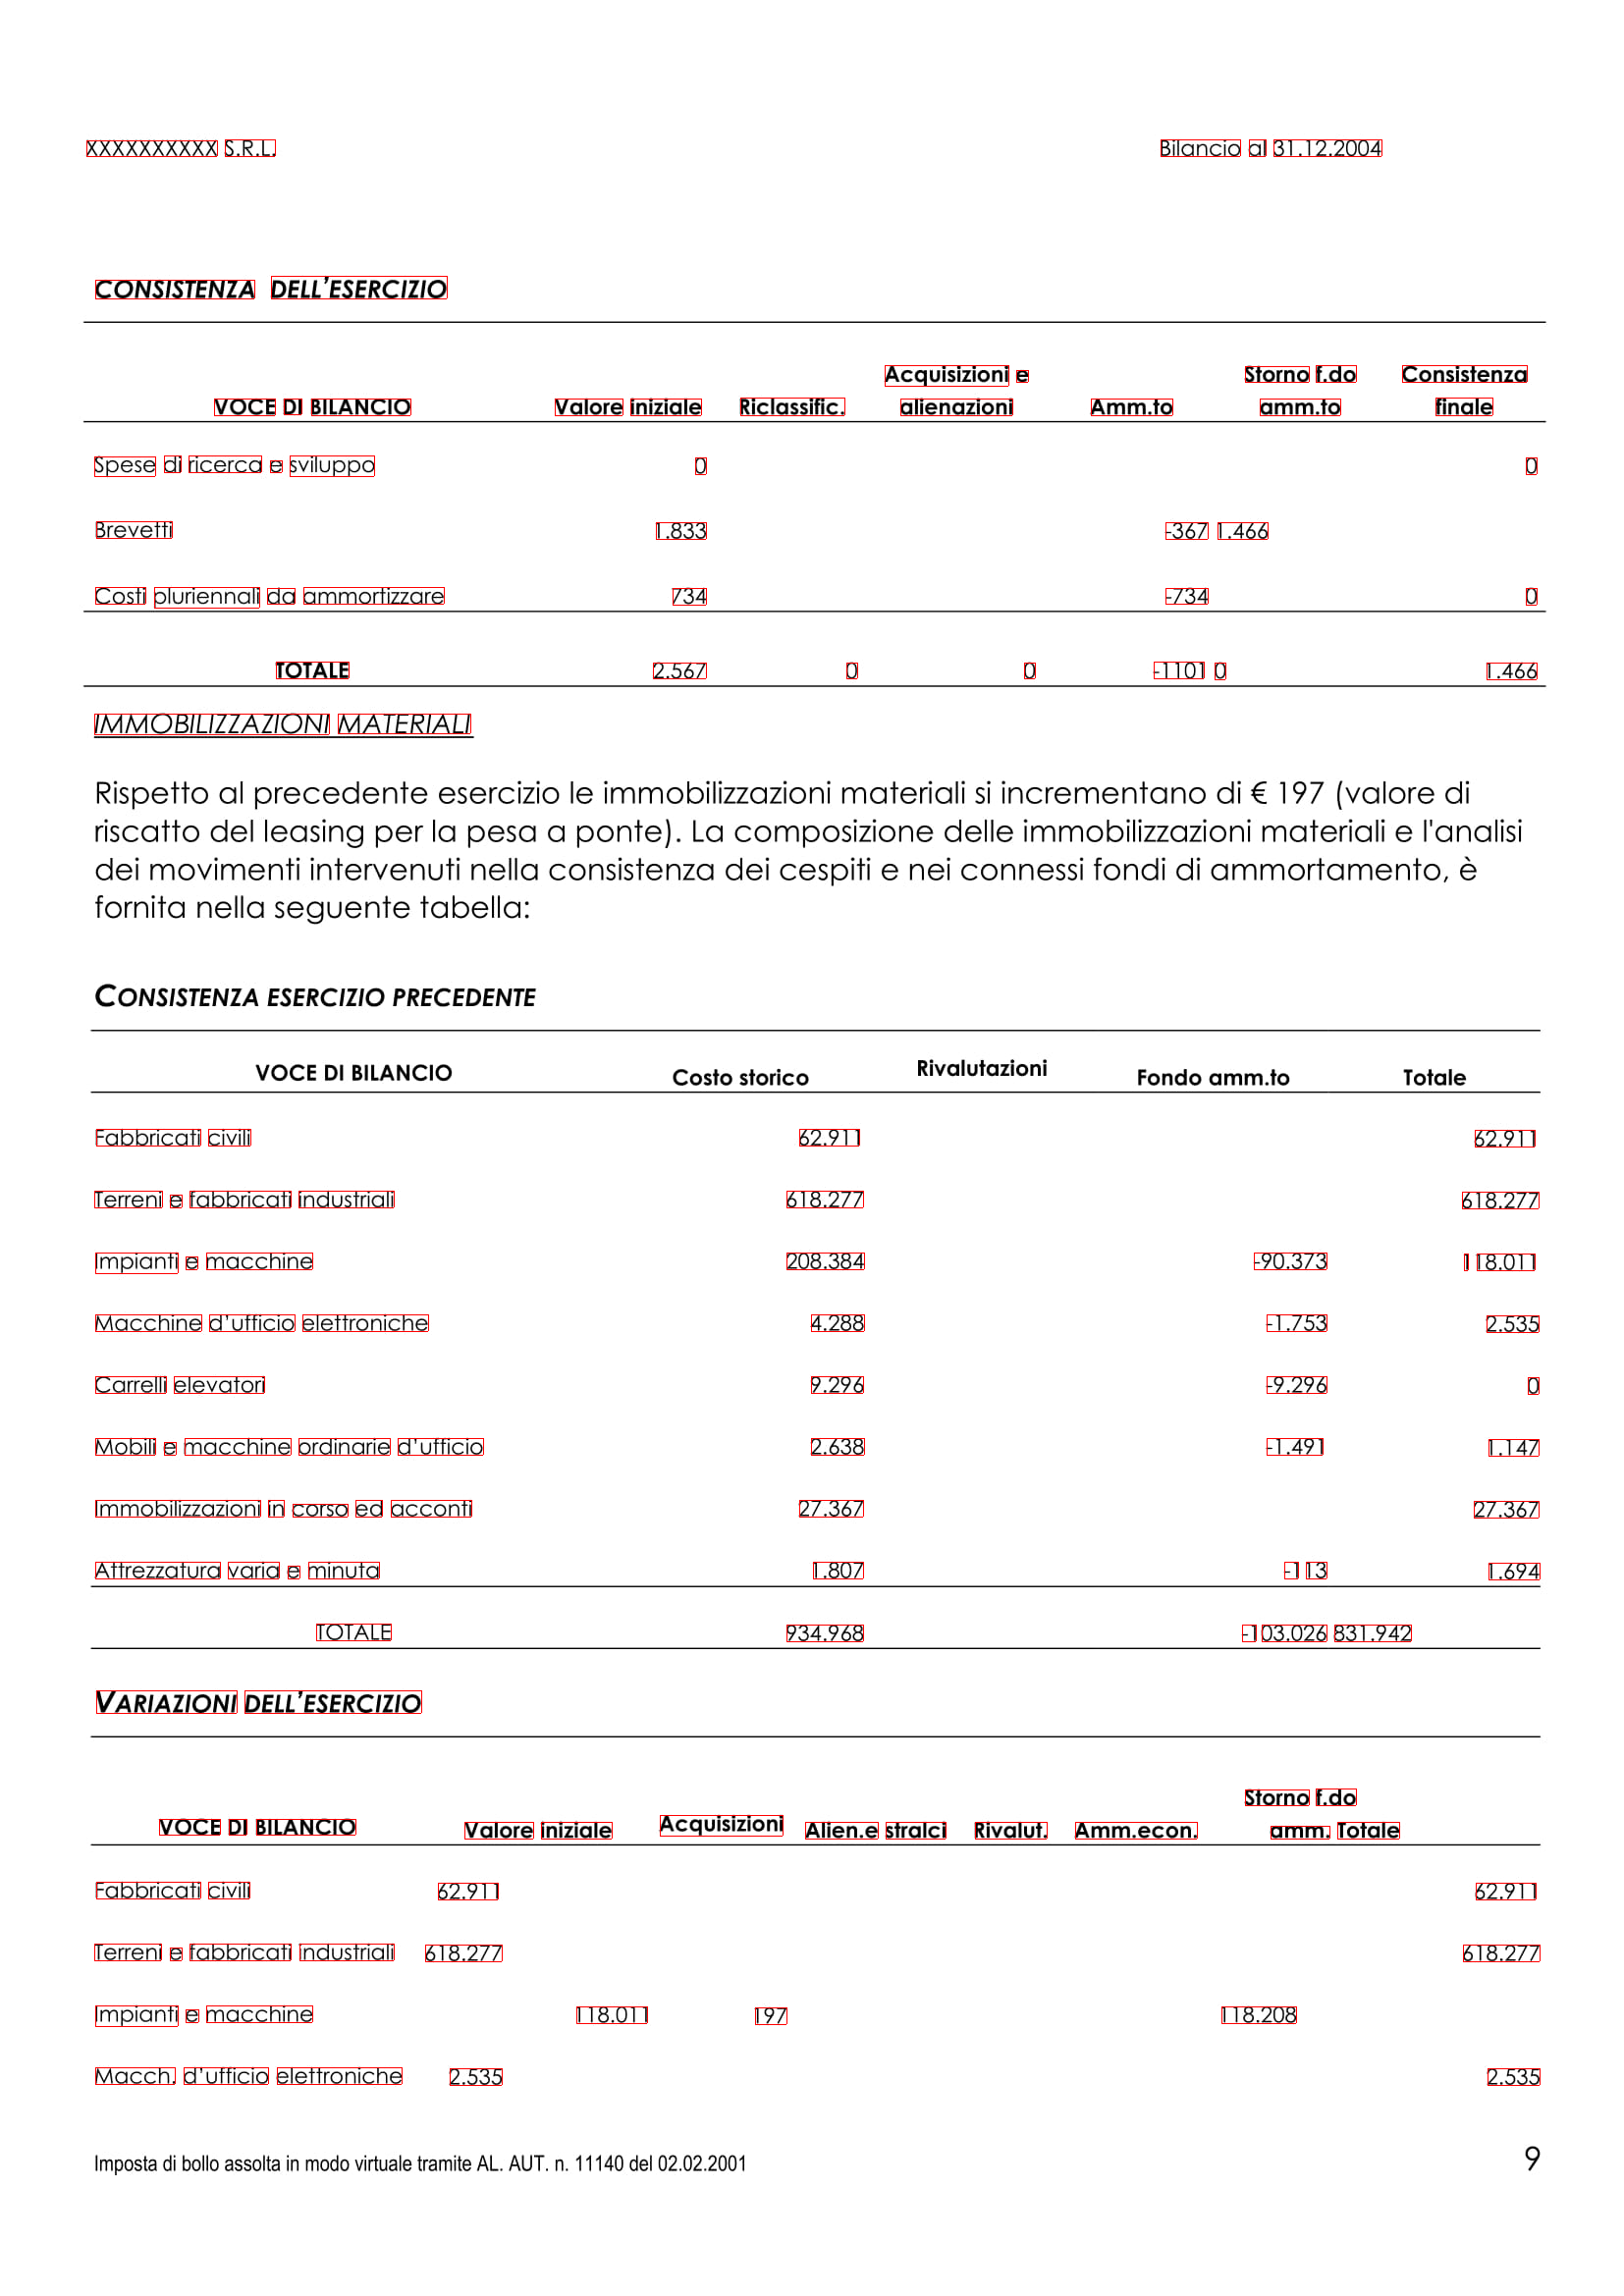 XXXXXXXXXX S.R.L. Bilancio al 31.12.2004
CONSISTENZA DELL’ESERCIZIO
Acquisizioni e Storno f.do Consistenza
VOCE DI BILANCIO Valore iniziale Riclassific. alienazioni Amm.to amm.to finale
Spese di ricerca e sviluppo 0 0
Brevetti 1.833 -367 1.466
Costi pluriennali da ammortizzare 734 -734 0
TOTALE 2.567 0 0 -1101 0 1.466
IMMOBILIZZAZIONI MATERIALI
Rispetto al precedente esercizio le immobilizzazioni materiali si incrementano di € 197 (valore di
riscatto del leasing per la pesa a ponte). La composizione delle immobilizzazioni materiali e l'analisi
dei movimenti intervenuti nella consistenza dei cespiti e nei connessi fondi di ammortamento, è
fornita nella seguente tabella:
CONSISTENZA ESERCIZIO PRECEDENTE
VOCE DI BILANCIO Costo storico Rivalutazioni Fondo amm.to Totale
Fabbricati civili 62.911 62.911
Terreni e fabbricati industriali 618.277 618.277
Impianti e macchine 208.384 -90.373 118.011
Macchine d’ufficio elettroniche 4.288 -1.753 2.535
Carrelli elevatori 9.296 -9.296 0
Mobili e macchine ordinarie d’ufficio 2.638 -1.491 1.147
Immobilizzazioni in corso ed acconti 27.367 27.367
Attrezzatura varia e minuta 1.807 -113 1.694
TOTALE 934.968 -103.026 831.942
VARIAZIONI DELL’ESERCIZIO
Storno f.do
VOCE DI BILANCIO Valore iniziale Acquisizioni Alien.e stralci Rivalut. Amm.econ. amm. Totale
Fabbricati civili 62.911 62.911
Terreni e fabbricati industriali 618.277 618.277
Impianti e macchine 118.011 197 118.208
Macch. d’ufficio elettroniche 2.535 2.535
Imposta di bollo assolta in modo virtuale tramite AL. AUT. n. 11140 del 02.02.2001 9